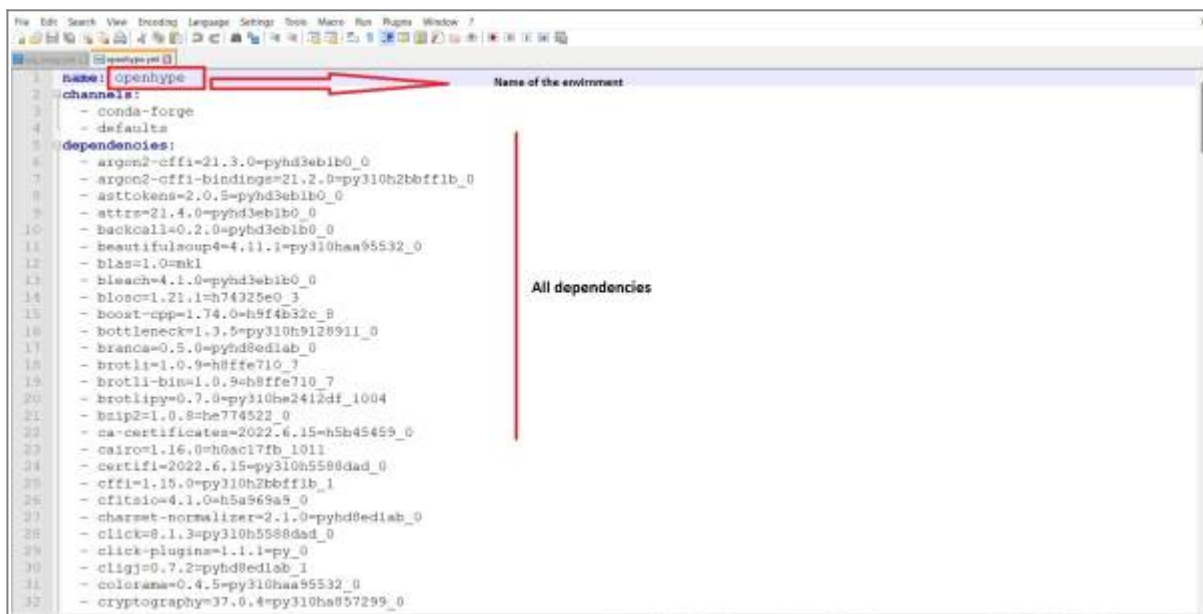 File Edit Search View Encoding Language Settings Tools Macro Run Plugins Window ?
openhype.yml
1 name: openhype Name of the envirnment
2 channels:
3 - conda-forge
4 - defaults
5 dependencies:
6 - argon2-cffi=21.3.0=pyhd3eb1b0_0
7 - argon2-cffi-bindings=21.2.0=py310h2bbff1b_0
8 - asttokens=2.0.5=pyhd3eb1b0_0
9 - attrs=21.4.0=pyhd3eb1b0_0
10 - backcall=0.2.0=pyhd3eb1b0_0
11 - beautifulsoup4=4.11.1=py310haa95532_0
12 - blas=1.0=mkl
13 - bleach=4.1.0=pyhd3eb1b0_0
All dependencies
14 - blosc=1.21.1=h74325e0_3
15 - boost-cpp=1.74.0=h9f4b32c_8
16 - bottleneck=1.3.5=py310h9128911_0
17 - branca=0.5.0=pyhd8ed1ab_0
18 - brotli=1.0.9=h8ffe710_7
19 - brotli-bin=1.0.9=h8ffe710_7
20 - brotlipy=0.7.0=py310he2412df_1004
21 - bzip2=1.0.8=he774522_0
22 - ca-certificates=2022.6.15=h5b45459_0
23 - cairo=1.16.0=h0ac17fb_1011
24 - certifi=2022.6.15=py310h5588dad_0
25 - cffi=1.15.0=py310h2bbff1b_1
26 - cfitsio=4.1.0=h5a969a9_0
27 - charset-normalizer=2.1.0=pyhd8ed1ab_0
28 - click=8.1.3=py310h5588dad_0
29 - click-plugins=1.1.1=py_0
30 - cligj=0.7.2=pyhd8ed1ab_1
31 - colorama=0.4.5=py310haa95532_0
32 - cryptography=37.0.4=py310ha857299_0